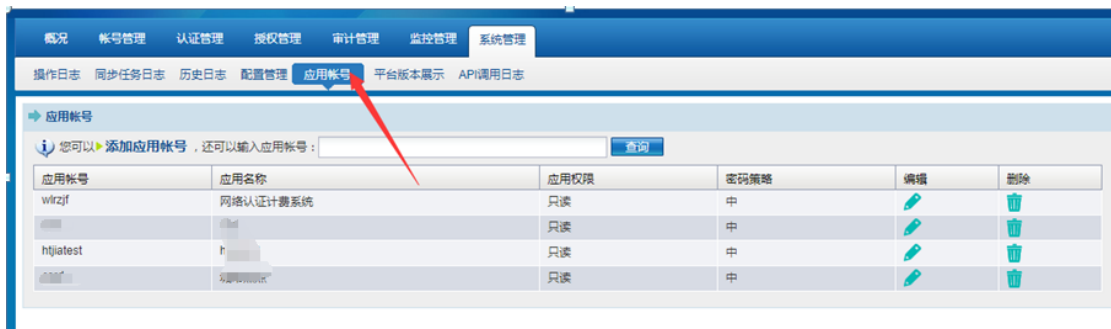 概况 帐号管理 认证管理 授权管理 审计管理 监控管理 系统管理
操作日志 同步任务日志 历史日志 配置管理 应用帐号 平台版本展示 API调用日志
应用帐号
您可以 添加应用帐号 ，还可以输入应用帐号： 查询
应用帐号 应用名称 应用权限 密码策略 编辑 删除
wlrzjf 网络认证计费系统 只读 中
只读 中
htjiatest h 只读 中
只读 中